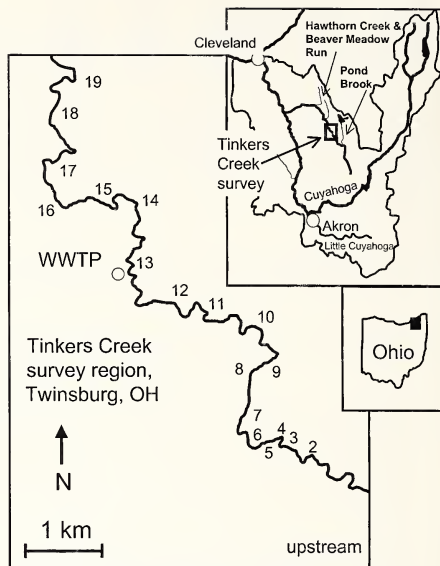 Hawthorn Creek &
Beaver Meadow
Run
Cleveland
Pond
Brook
Tinkers
Creek
survey
Cuyahoga
Akron
Little Cuyahoga
Ohio
19
18
17
16
15
14
WWTP
13
12
11
10
9
8
7
6
5
4
3
2
Tinkers Creek
survey region,
Twinsburg, OH
N
1 km
upstream